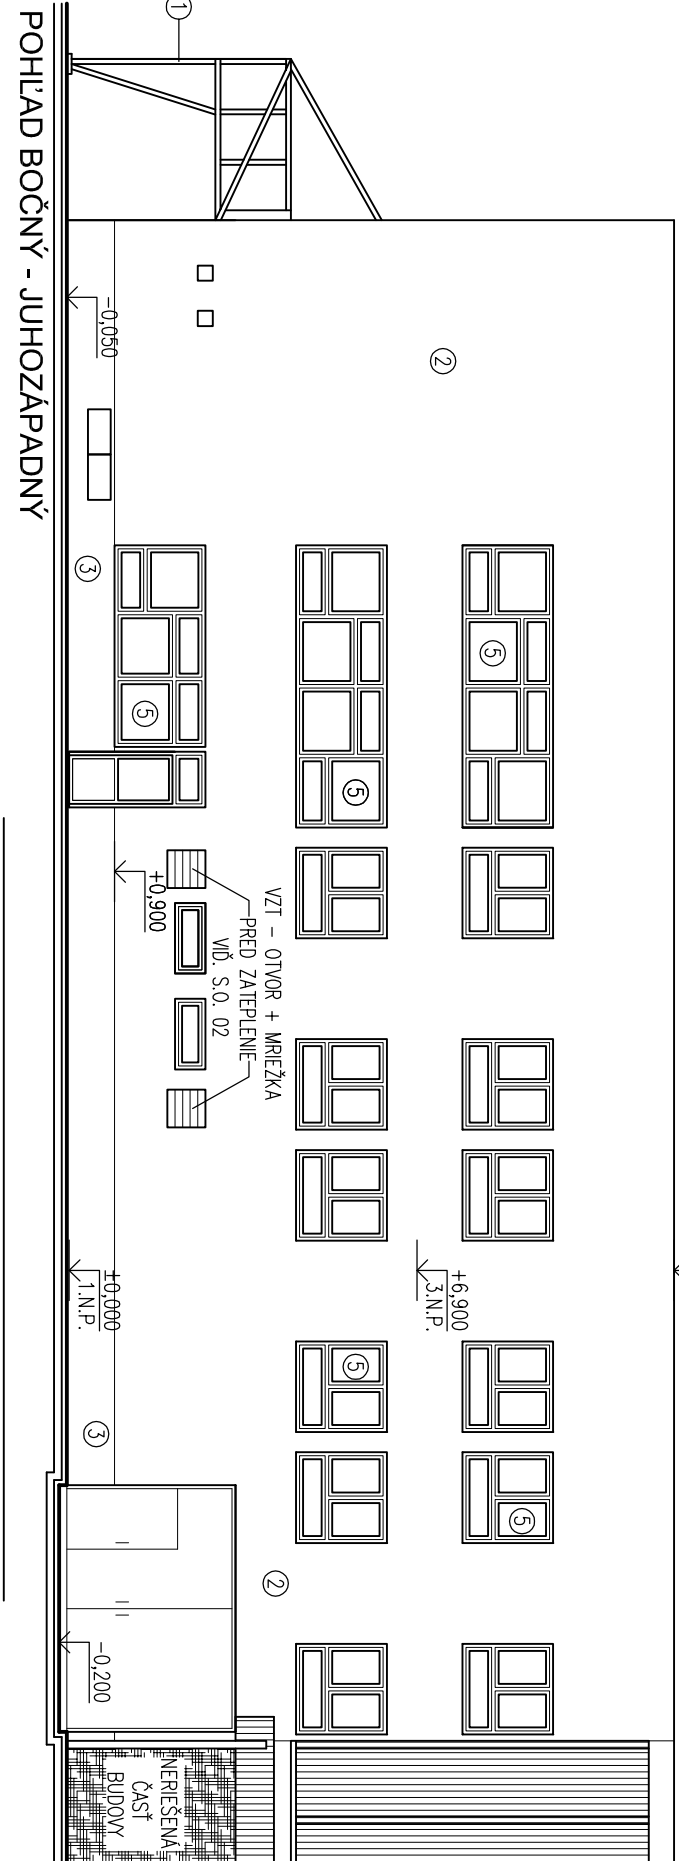 1
2
-0,050
3
5
5
5
+0,900
VZT - OTVOR + MRIEŽKA
PRED ZATEPLENIE
VIĎ. S.O. 02
+6,900
3.N.P.
±0,000
1.N.P.
5
5
3
2
-0,200
NERIEŠENÁ
ČASŤ
BUDOVY
POHĽAD BOČNÝ - JUHOZÁPADNÝ